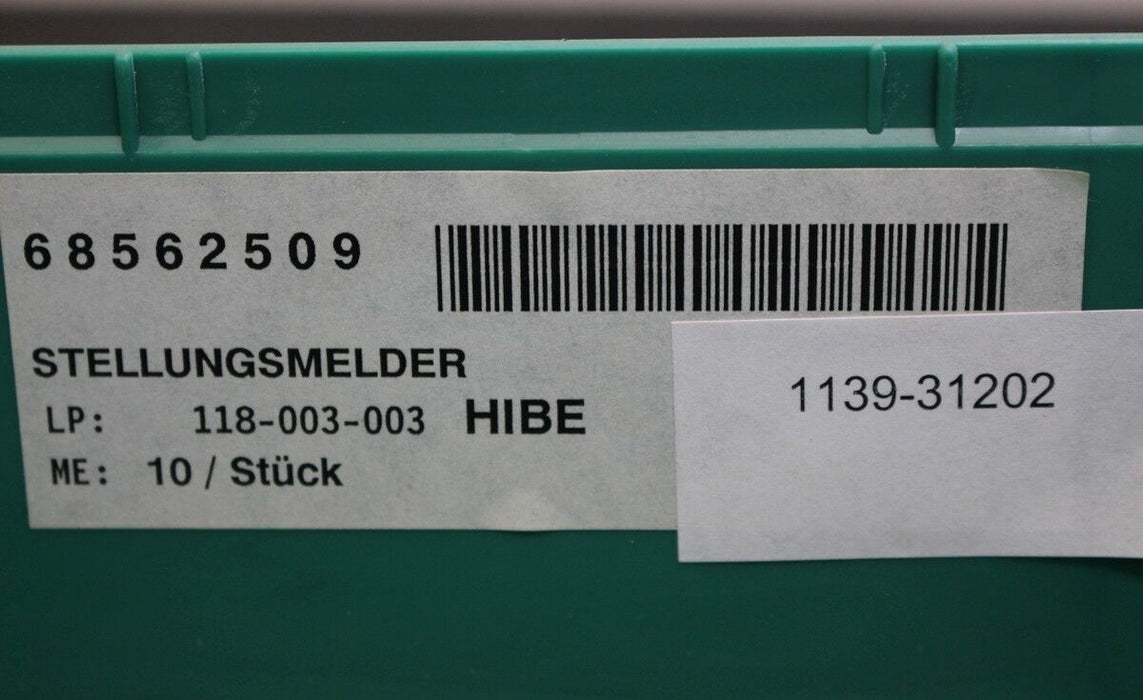 68562509
STELLUNGSMELDER
LP: 118-003-003 HIBE
ME: 10 / Stück
1139-31202